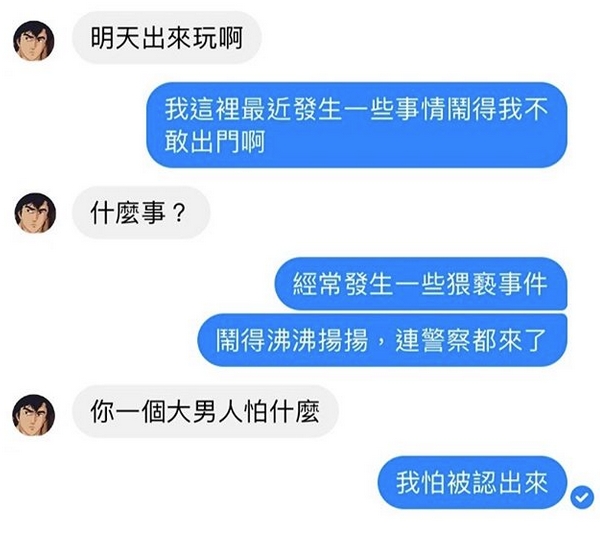 明天出來玩啊
我這裡最近發生一些事情鬧得我不
敢出門啊
什麼事？
經常發生一些猥褻事件
鬧得沸沸揚揚，連警察都來了
你一個大男人怕什麼
我怕被認出來